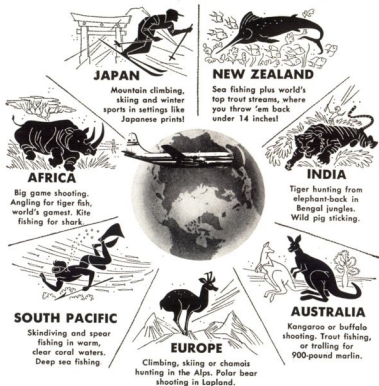 JAPAN
Mountain climbing,
skiing and winter
sports in settings like
Japanese prints!
NEW ZEALAND
Sea fishing plus world's
top trout streams, where
you throw 'em back
under 14 inches!
AFRICA
Big game shooting.
Angling for tiger fish,
world's gamest. Kite
fishing for shark.
INDIA
Tiger hunting from
elephant-back in
Bengal jungles.
Wild pig sticking.
SOUTH PACIFIC
Skindiving and spear
fishing in warm,
clear coral waters.
Deep sea fishing.
EUROPE
Climbing, skiing or chamois
hunting in the Alps. Polar bear
shooting in Lapland.
AUSTRALIA
Kangaroo or buffalo
shooting. Trout fishing,
or trolling for
900-pound marlin.